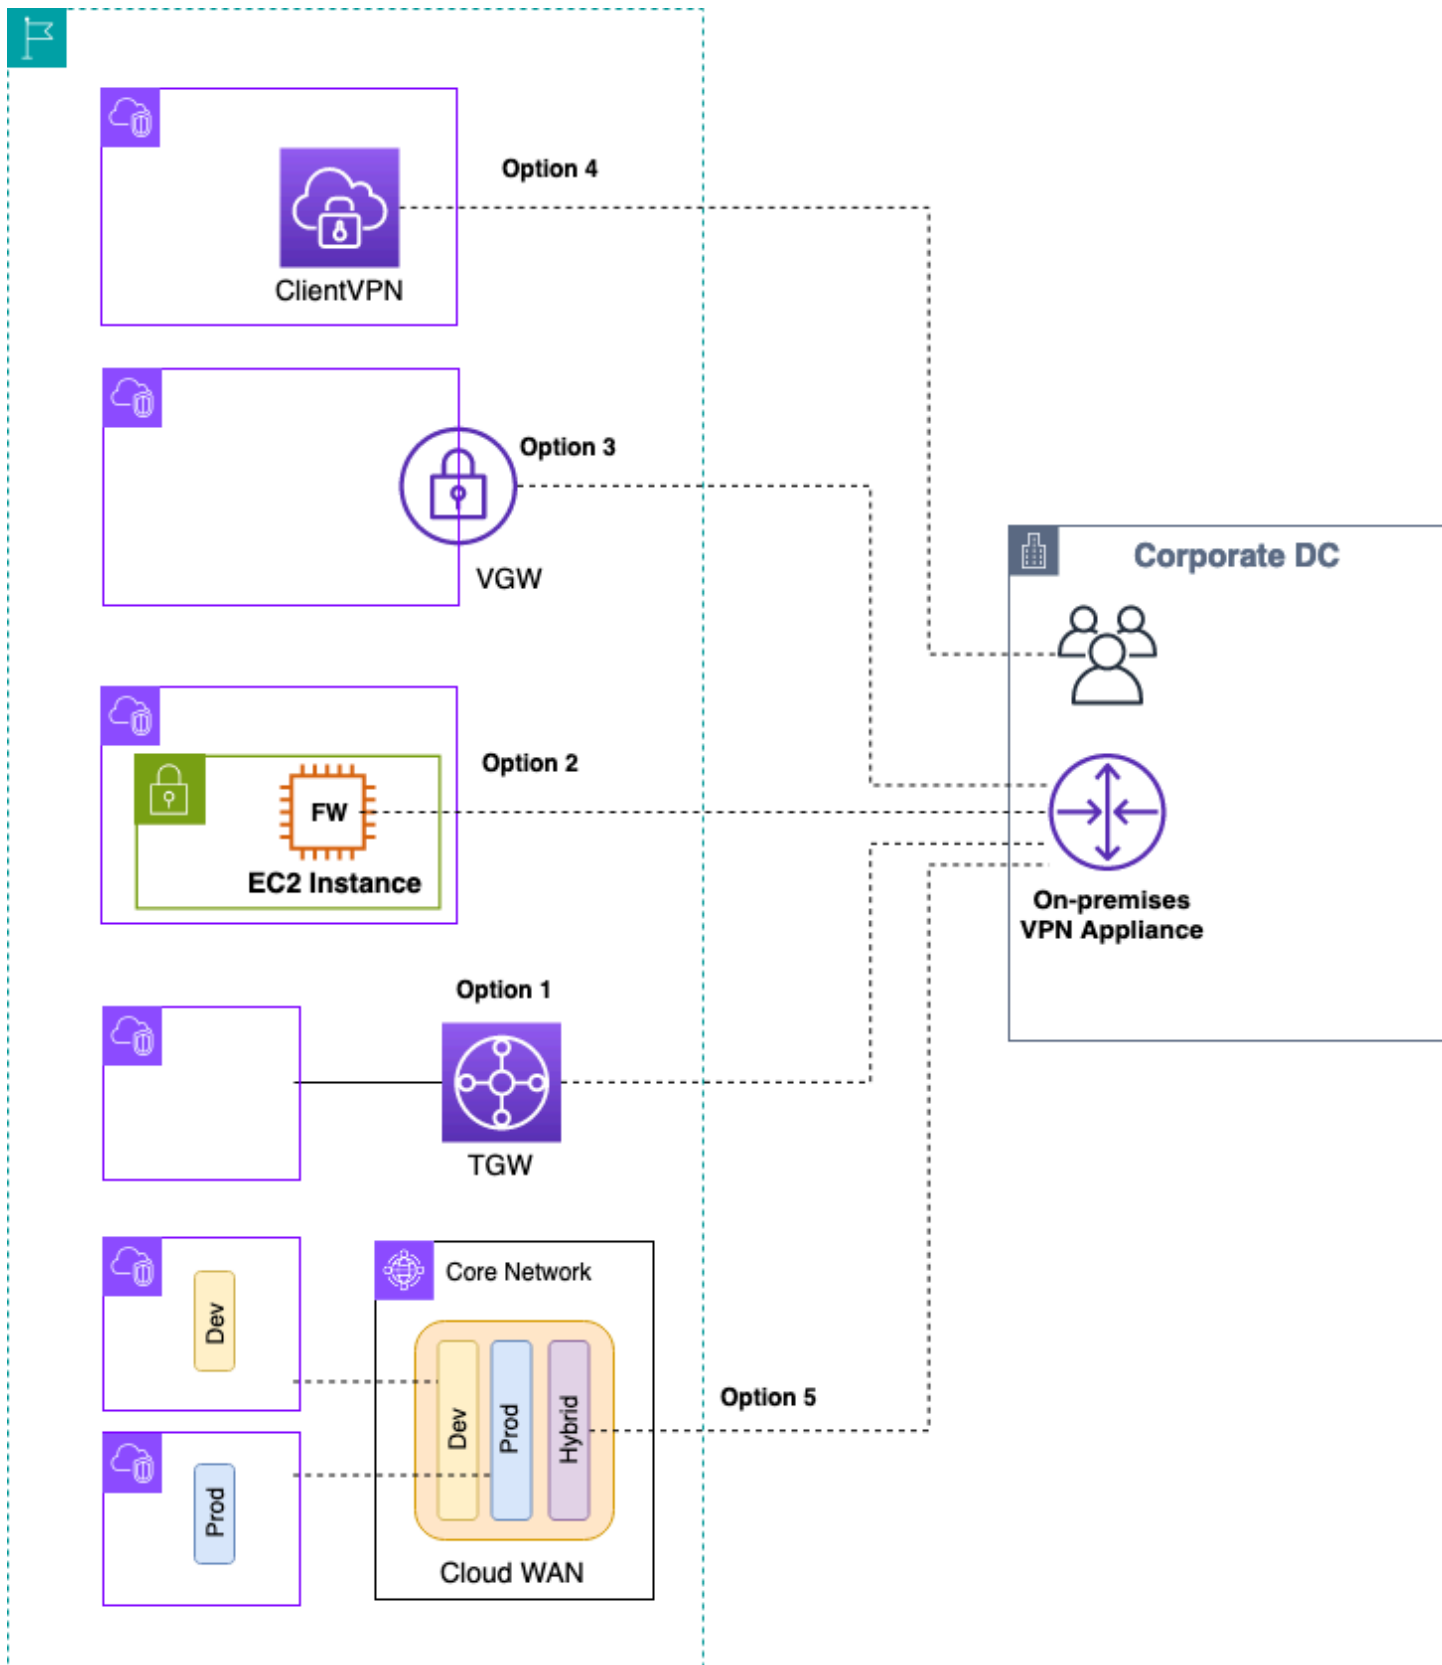 Option 4
ClientVPN
Option 3
VGW
Corporate DC
Option 2
FW
EC2 Instance
On-premises
VPN Appliance
Option 1
TGW
Dev
Prod
Core Network
Dev
Prod
Hybrid
Cloud WAN
Option 5